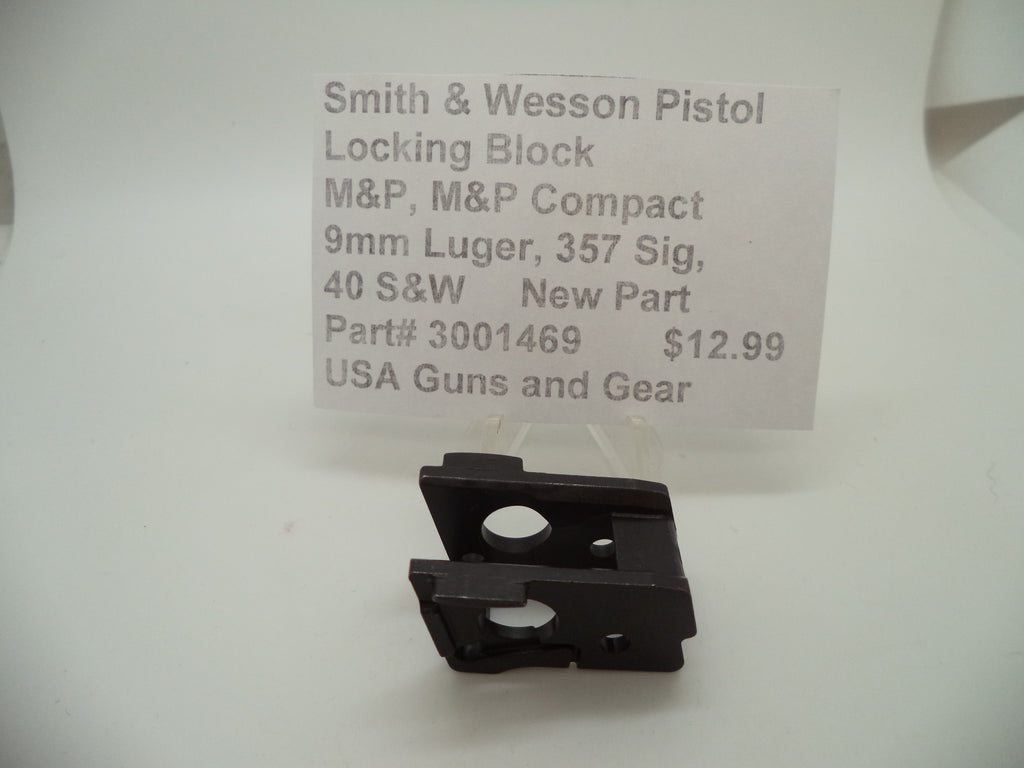 Smith & Wesson Pistol
Locking Block
M&P, M&P Compact
9mm Luger, 357 Sig,
40 S&W New Part
Part# 3001469 $12.99
USA Guns and Gear